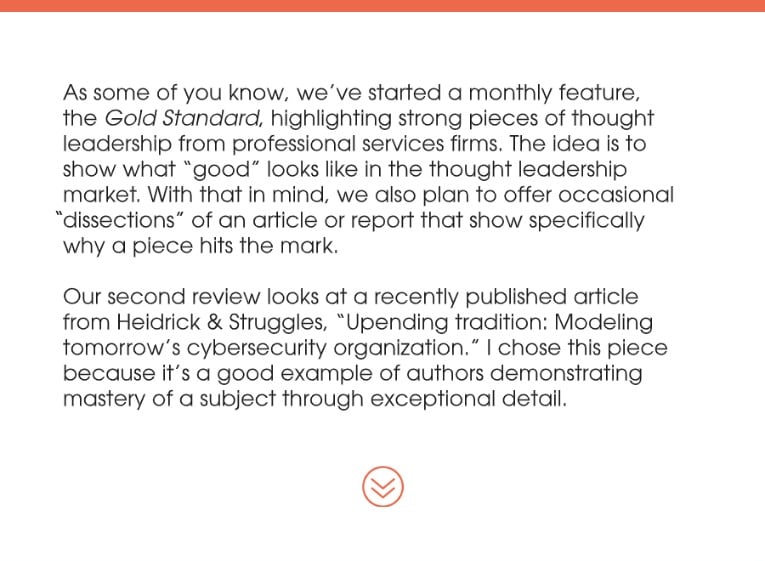 As some of you know, we’ve started a monthly feature,
the Gold Standard, highlighting strong pieces of thought
leadership from professional services firms. The idea is to
show what “good” looks like in the thought leadership
market. With that in mind, we also plan to offer occasional
“dissections” of an article or report that show specifically
why a piece hits the mark.
Our second review looks at a recently published article
from Heidrick & Struggles, “Upending tradition: Modeling
tomorrow’s cybersecurity organization.” I chose this piece
because it’s a good example of authors demonstrating
mastery of a subject through exceptional detail.